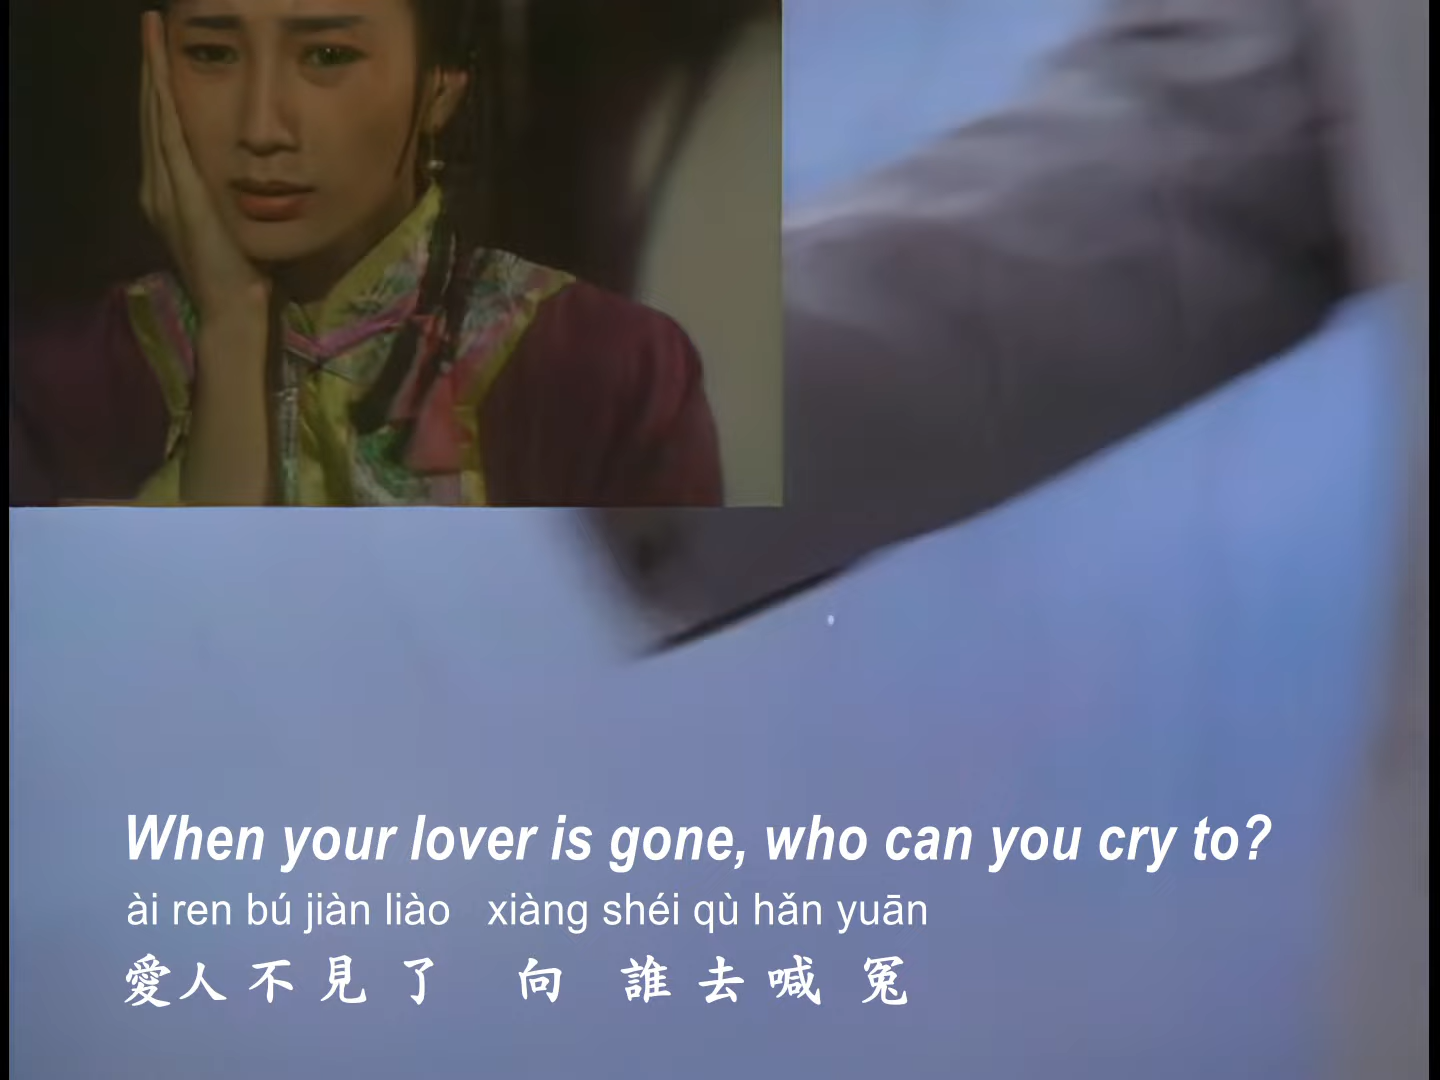 When your lover is gone, who can you cry to?
ài ren bú jiàn liào xiàng shéi qù hǎn yuān
愛人不見了 向誰去喊冤